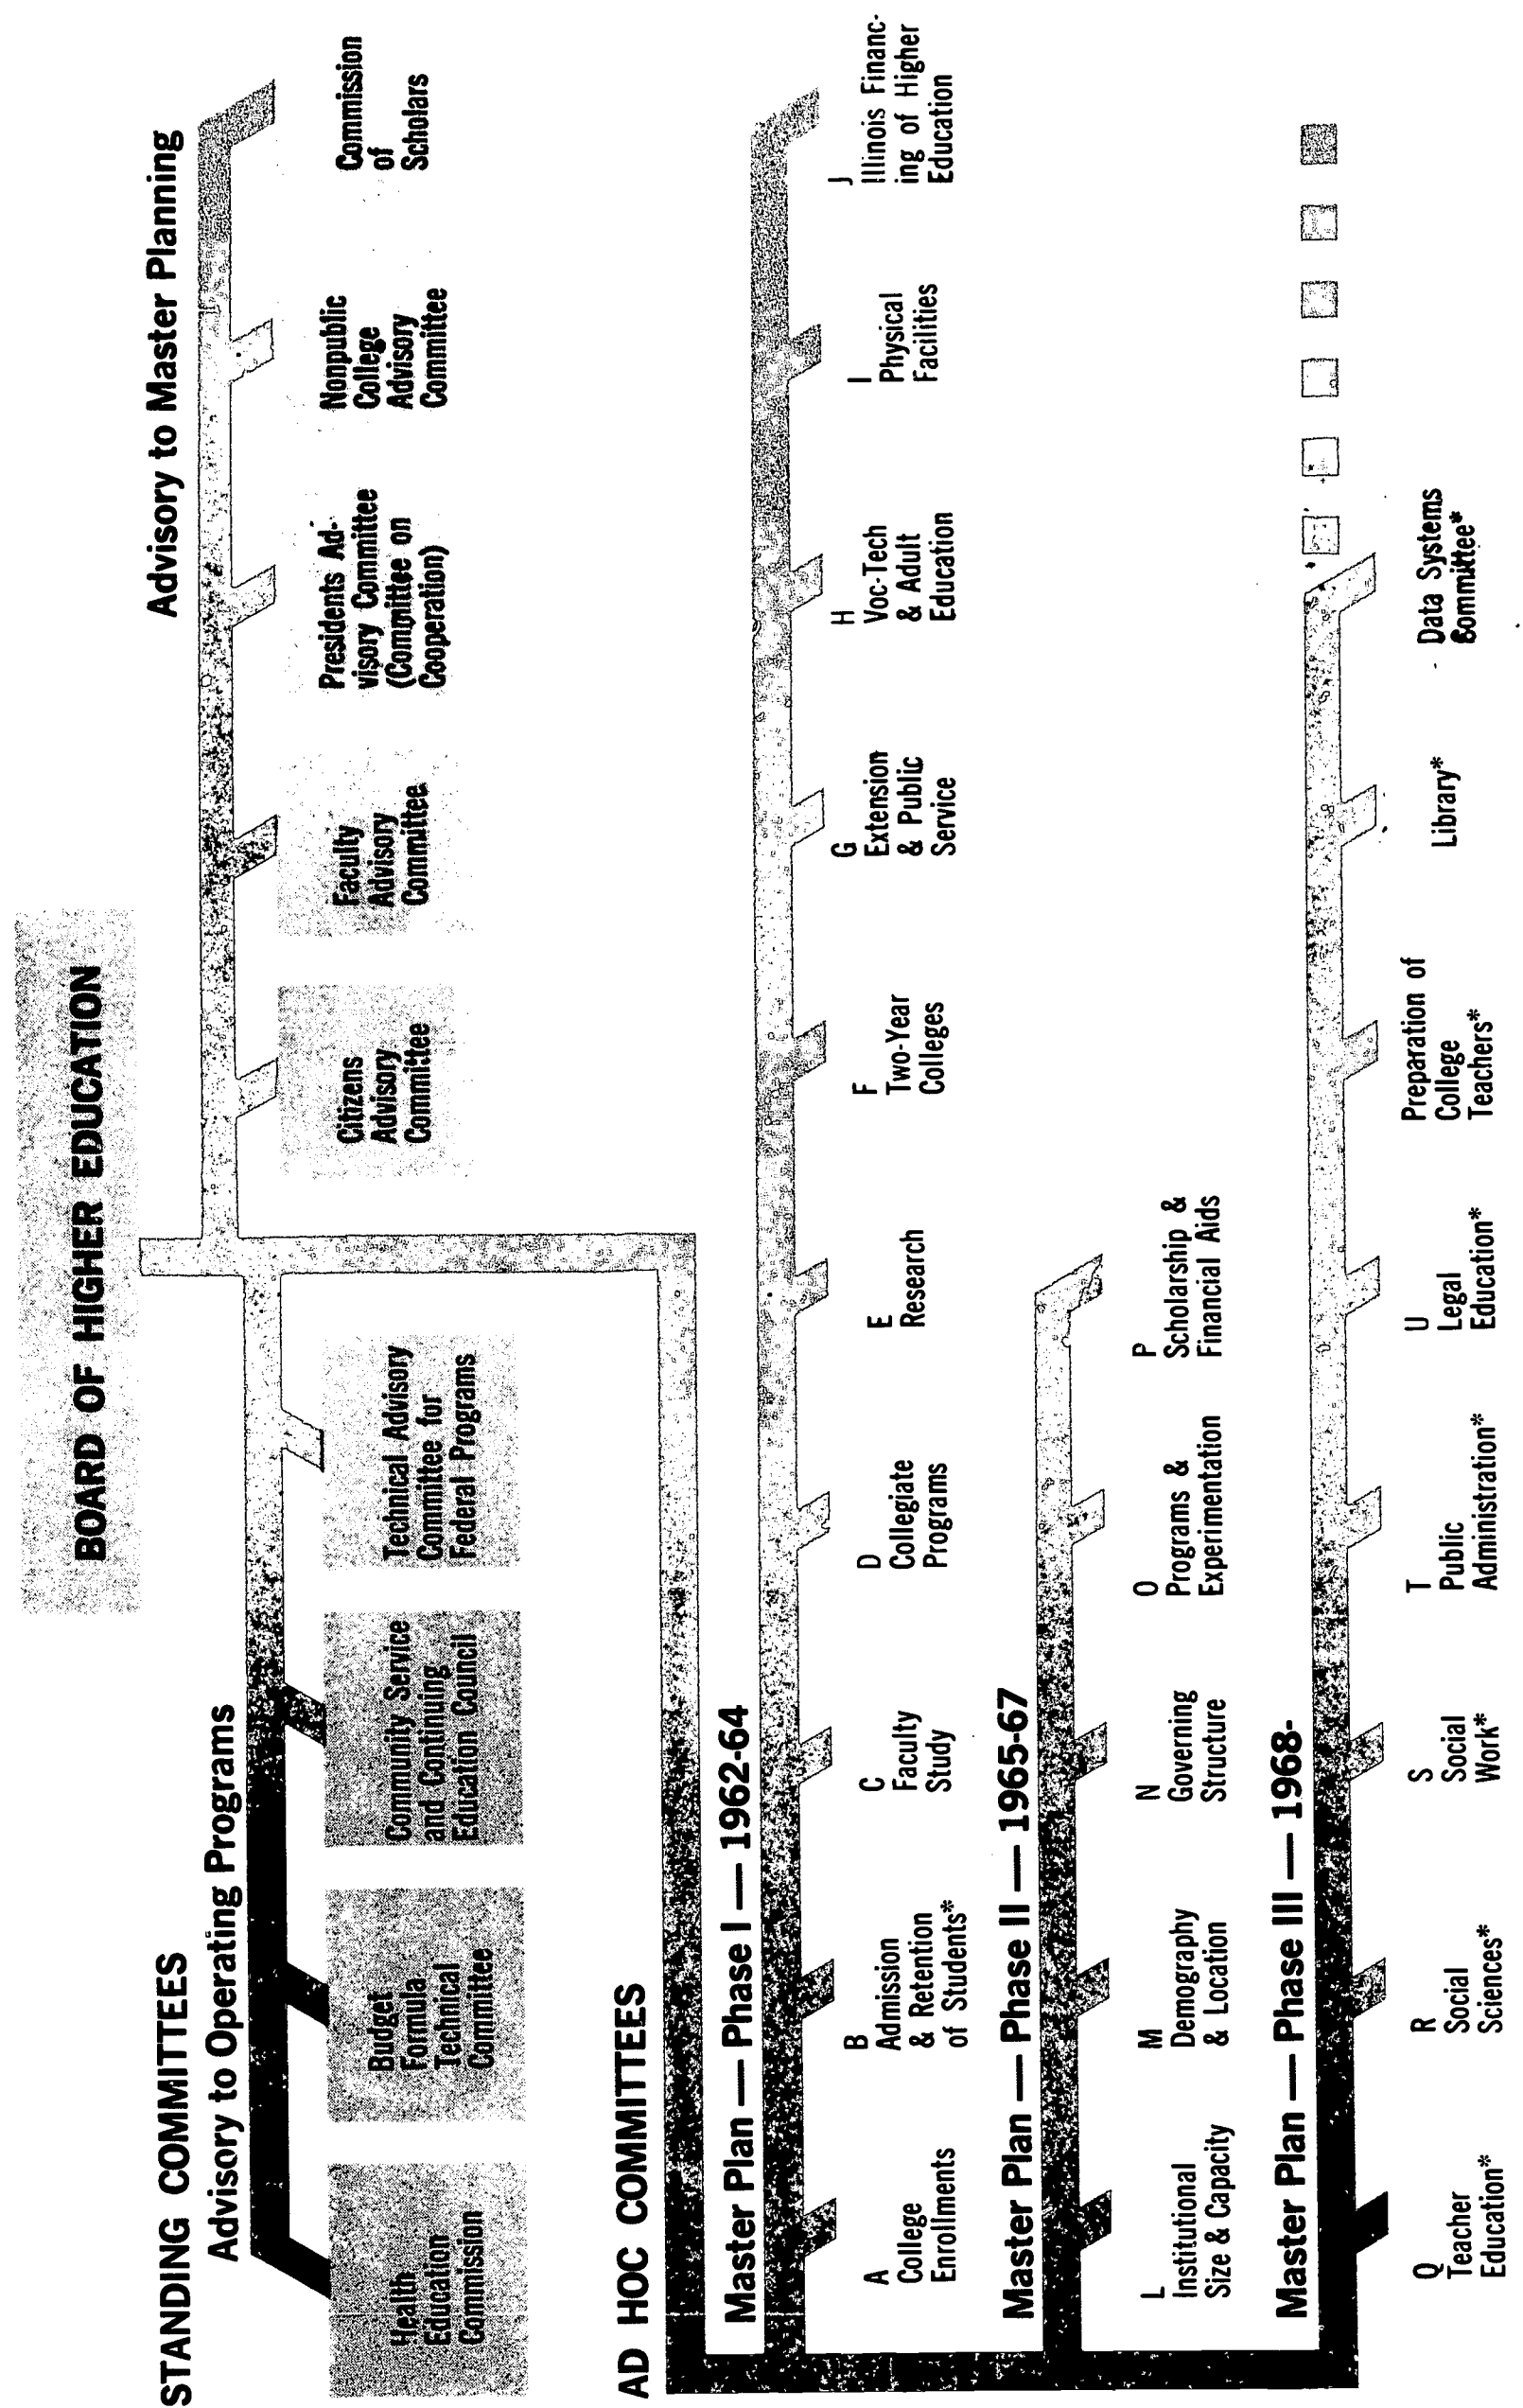 BOARD OF HIGHER EDUCATION
STANDING COMMITTEES
Advisory to Operating Programs
Health
Education
Commission
Budget
Formula
Technical
Committee
Community Service
and Continuing
Education Council
Technical Advisory
Committee for
Federal Programs
Advisory to Master Planning
Citizens
Advisory
Committee
Faculty
Advisory
Committee
Presidents Ad-
visory Committee
(Committee on
Cooperation)
Nonpublic
College
Advisory
Committee
Commission
of
Scholars
AD HOC COMMITTEES
Master Plan — Phase I — 1962-64
A
College
Enrollments
B
Admission
& Retention
of Students*
C
Faculty
Study
D
Collegiate
Programs
E
Research
F
Two-Year
Colleges
G
Extension
& Public
Service
H
Voc-Tech
& Adult
Education
I
Physical
Facilities
J
Illinois Financ-
ing of Higher
Education
Master Plan — Phase II — 1965-67
L
Institutional
Size & Capacity
M
Demography
& Location
N
Governing
Structure
O
Programs &
Experimentation
P
Scholarship &
Financial Aids
Master Plan — Phase III — 1968-
Q
Teacher
Education*
R
Social
Sciences*
S
Social
Work*
T
Public
Administration*
U
Legal
Education*
Preparation of
College
Teachers*
Library*
Data Systems
Committee*